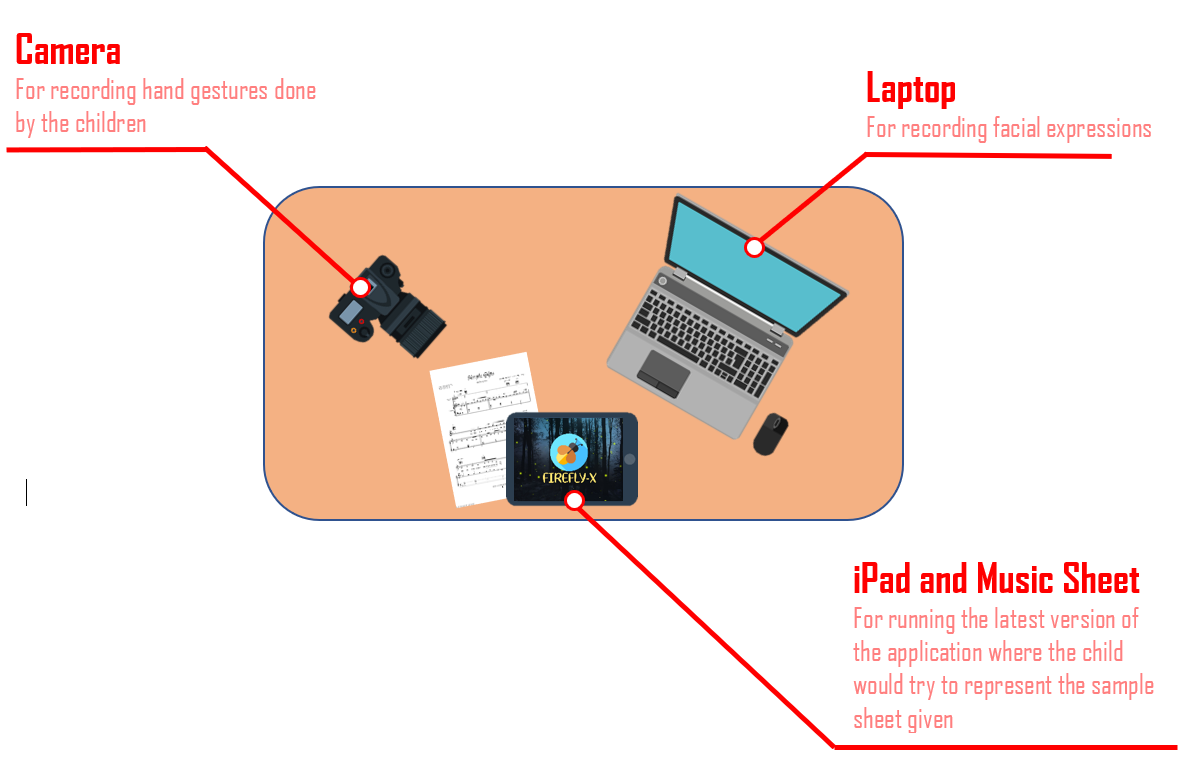 Camera
For recording hand gestures done
by the children
Laptop
For recording facial expressions
FIREFLY-X
iPad and Music Sheet
For running the latest version of
the application where the child
would try to represent the sample
sheet given